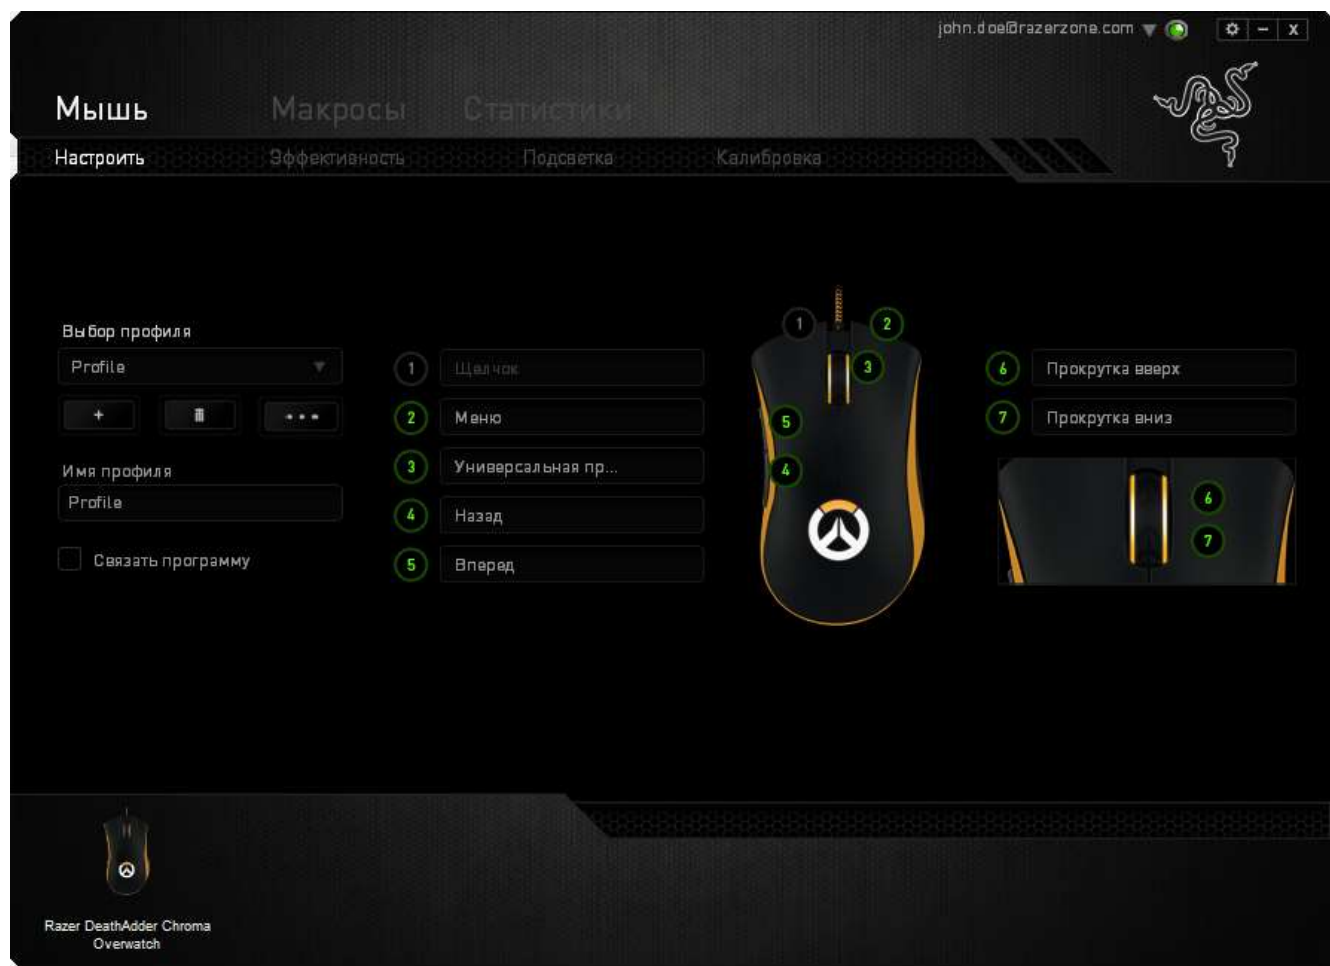 john.doe@razerzone.com
Мышь Макросы Статистики
Настроить Эффективность Подсветка Калибровка
Выбор профиля
Profile
+
Имя профиля
Profile
Связать программу
1 Щелчок
2 Меню
3 Универсальная пр...
4 Назад
5 Вперед
1
2
3
5
4
6 Прокрутка вверх
7 Прокрутка вниз
6
7
Razer DeathAdder Chroma
Overwatch